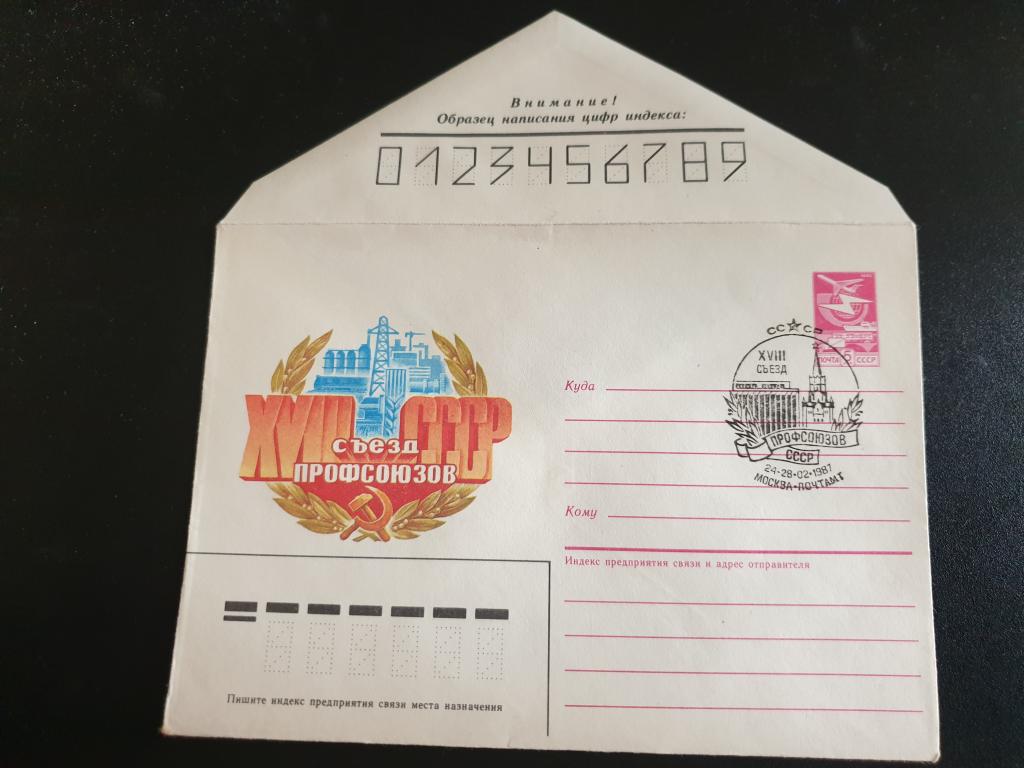 Внимание!
Образец написания цифр индекса:
0123456789
XVIII СССР
съезд
ПРОФСОЮЗОВ
ПОЧТА 5 СССР
СССР
XVIII
СЪЕЗД
ПРОФСОЮЗОВ
СССР
24-28•02•1987
МОСКВА-ПОЧТАМТ
Куда
Кому
Индекс предприятия связи и адрес отправителя
Пишите индекс предприятия связи места назначения